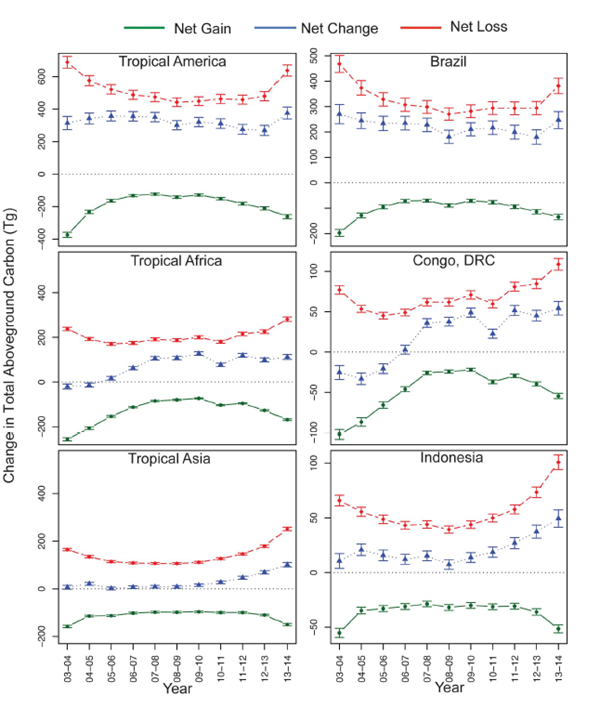 Net Gain Net Change Net Loss
Tropical America
Brazil
600
400
200
0
−200
−400
500
400
300
200
100
0
−200
Tropical Africa
Congo, DRC
400
200
0
−200
100
50
0
−50
−100
Tropical Asia
Indonesia
400
200
0
−200
100
50
0
−50
Change in Total Aboveground Carbon (Tg)
03−04 04−05 05−06 06−07 07−08 08−09 09−10 10−11 11−12 12−13 13−14
03−04 04−05 05−06 06−07 07−08 08−09 09−10 10−11 11−12 12−13 13−14
Year
Year